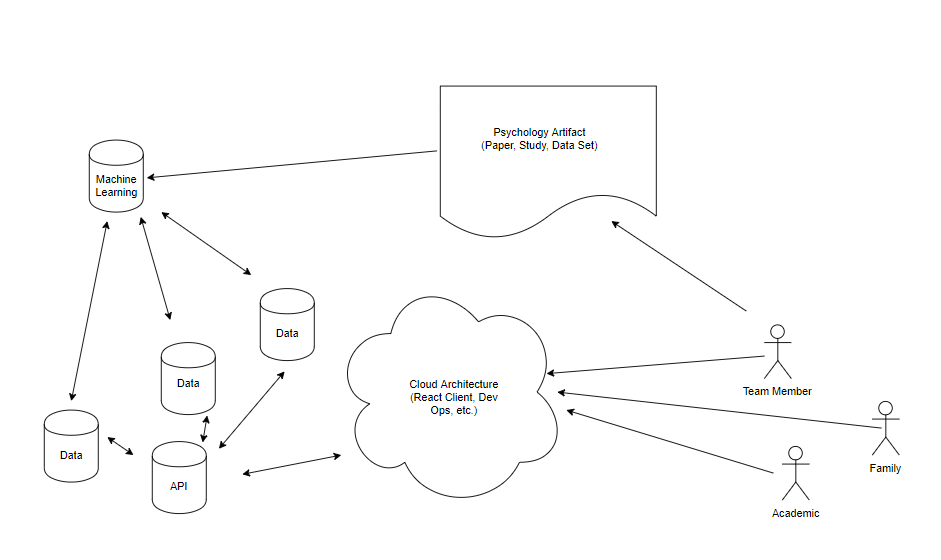 Psychology Artifact
(Paper, Study, Data Set)
Machine
Learning
Data
Data
Cloud Architecture
(React Client, Dev
Ops, etc.)
Team Member
Data
API
Family
Academic